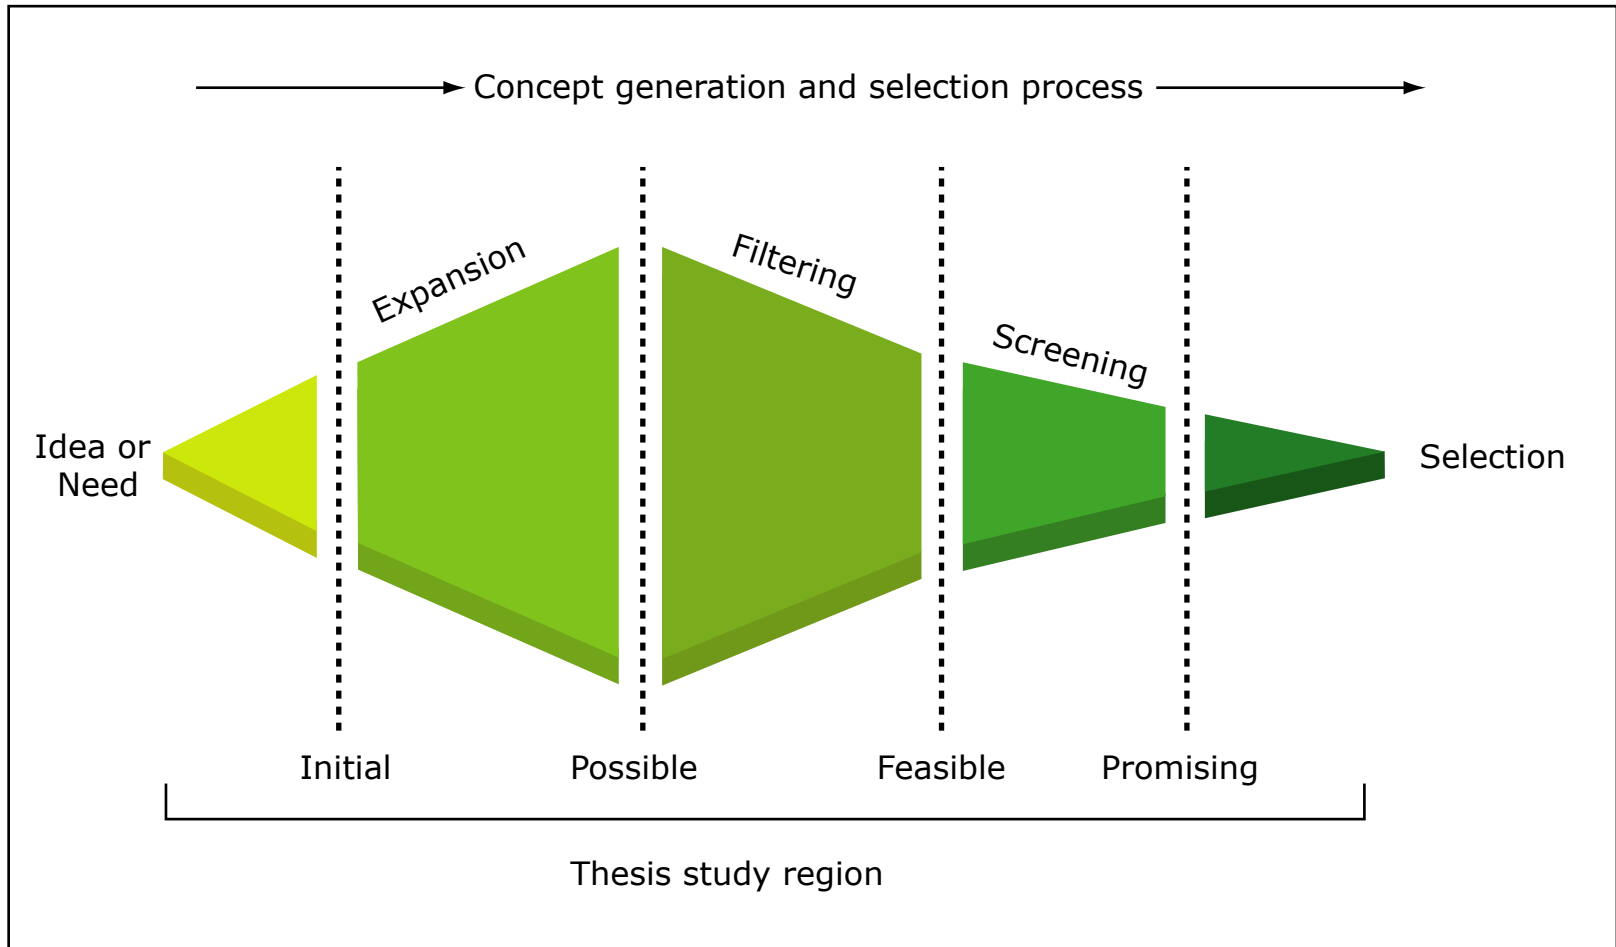 Concept generation and selection process
Expansion
Filtering
Screening
Idea or
Need
Selection
Initial
Possible
Feasible
Promising
Thesis study region